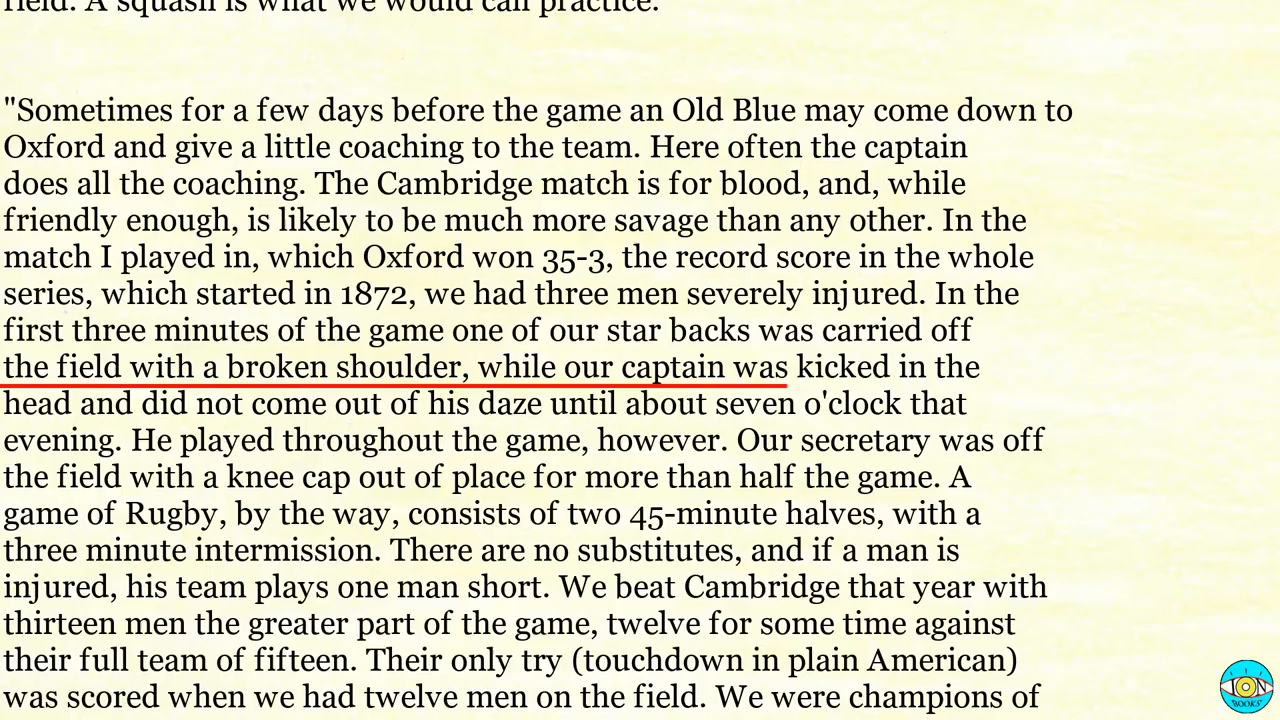 field. A squash is what we would call practice.
"Sometimes for a few days before the game an Old Blue may come down to
Oxford and give a little coaching to the team. Here often the captain
does all the coaching. The Cambridge match is for blood, and, while
friendly enough, is likely to be much more savage than any other. In the
match I played in, which Oxford won 35-3, the record score in the whole
series, which started in 1872, we had three men severely injured. In the
first three minutes of the game one of our star backs was carried off
the field with a broken shoulder, while our captain was kicked in the
head and did not come out of his daze until about seven o'clock that
evening. He played throughout the game, however. Our secretary was off
the field with a knee cap out of place for more than half the game. A
game of Rugby, by the way, consists of two 45-minute halves, with a
three minute intermission. There are no substitutes, and if a man is
injured, his team plays one man short. We beat Cambridge that year with
thirteen men the greater part of the game, twelve for some time against
their full team of fifteen. Their only try (touchdown in plain American)
was scored when we had twelve men on the field. We were champions of
ION
BOOKS